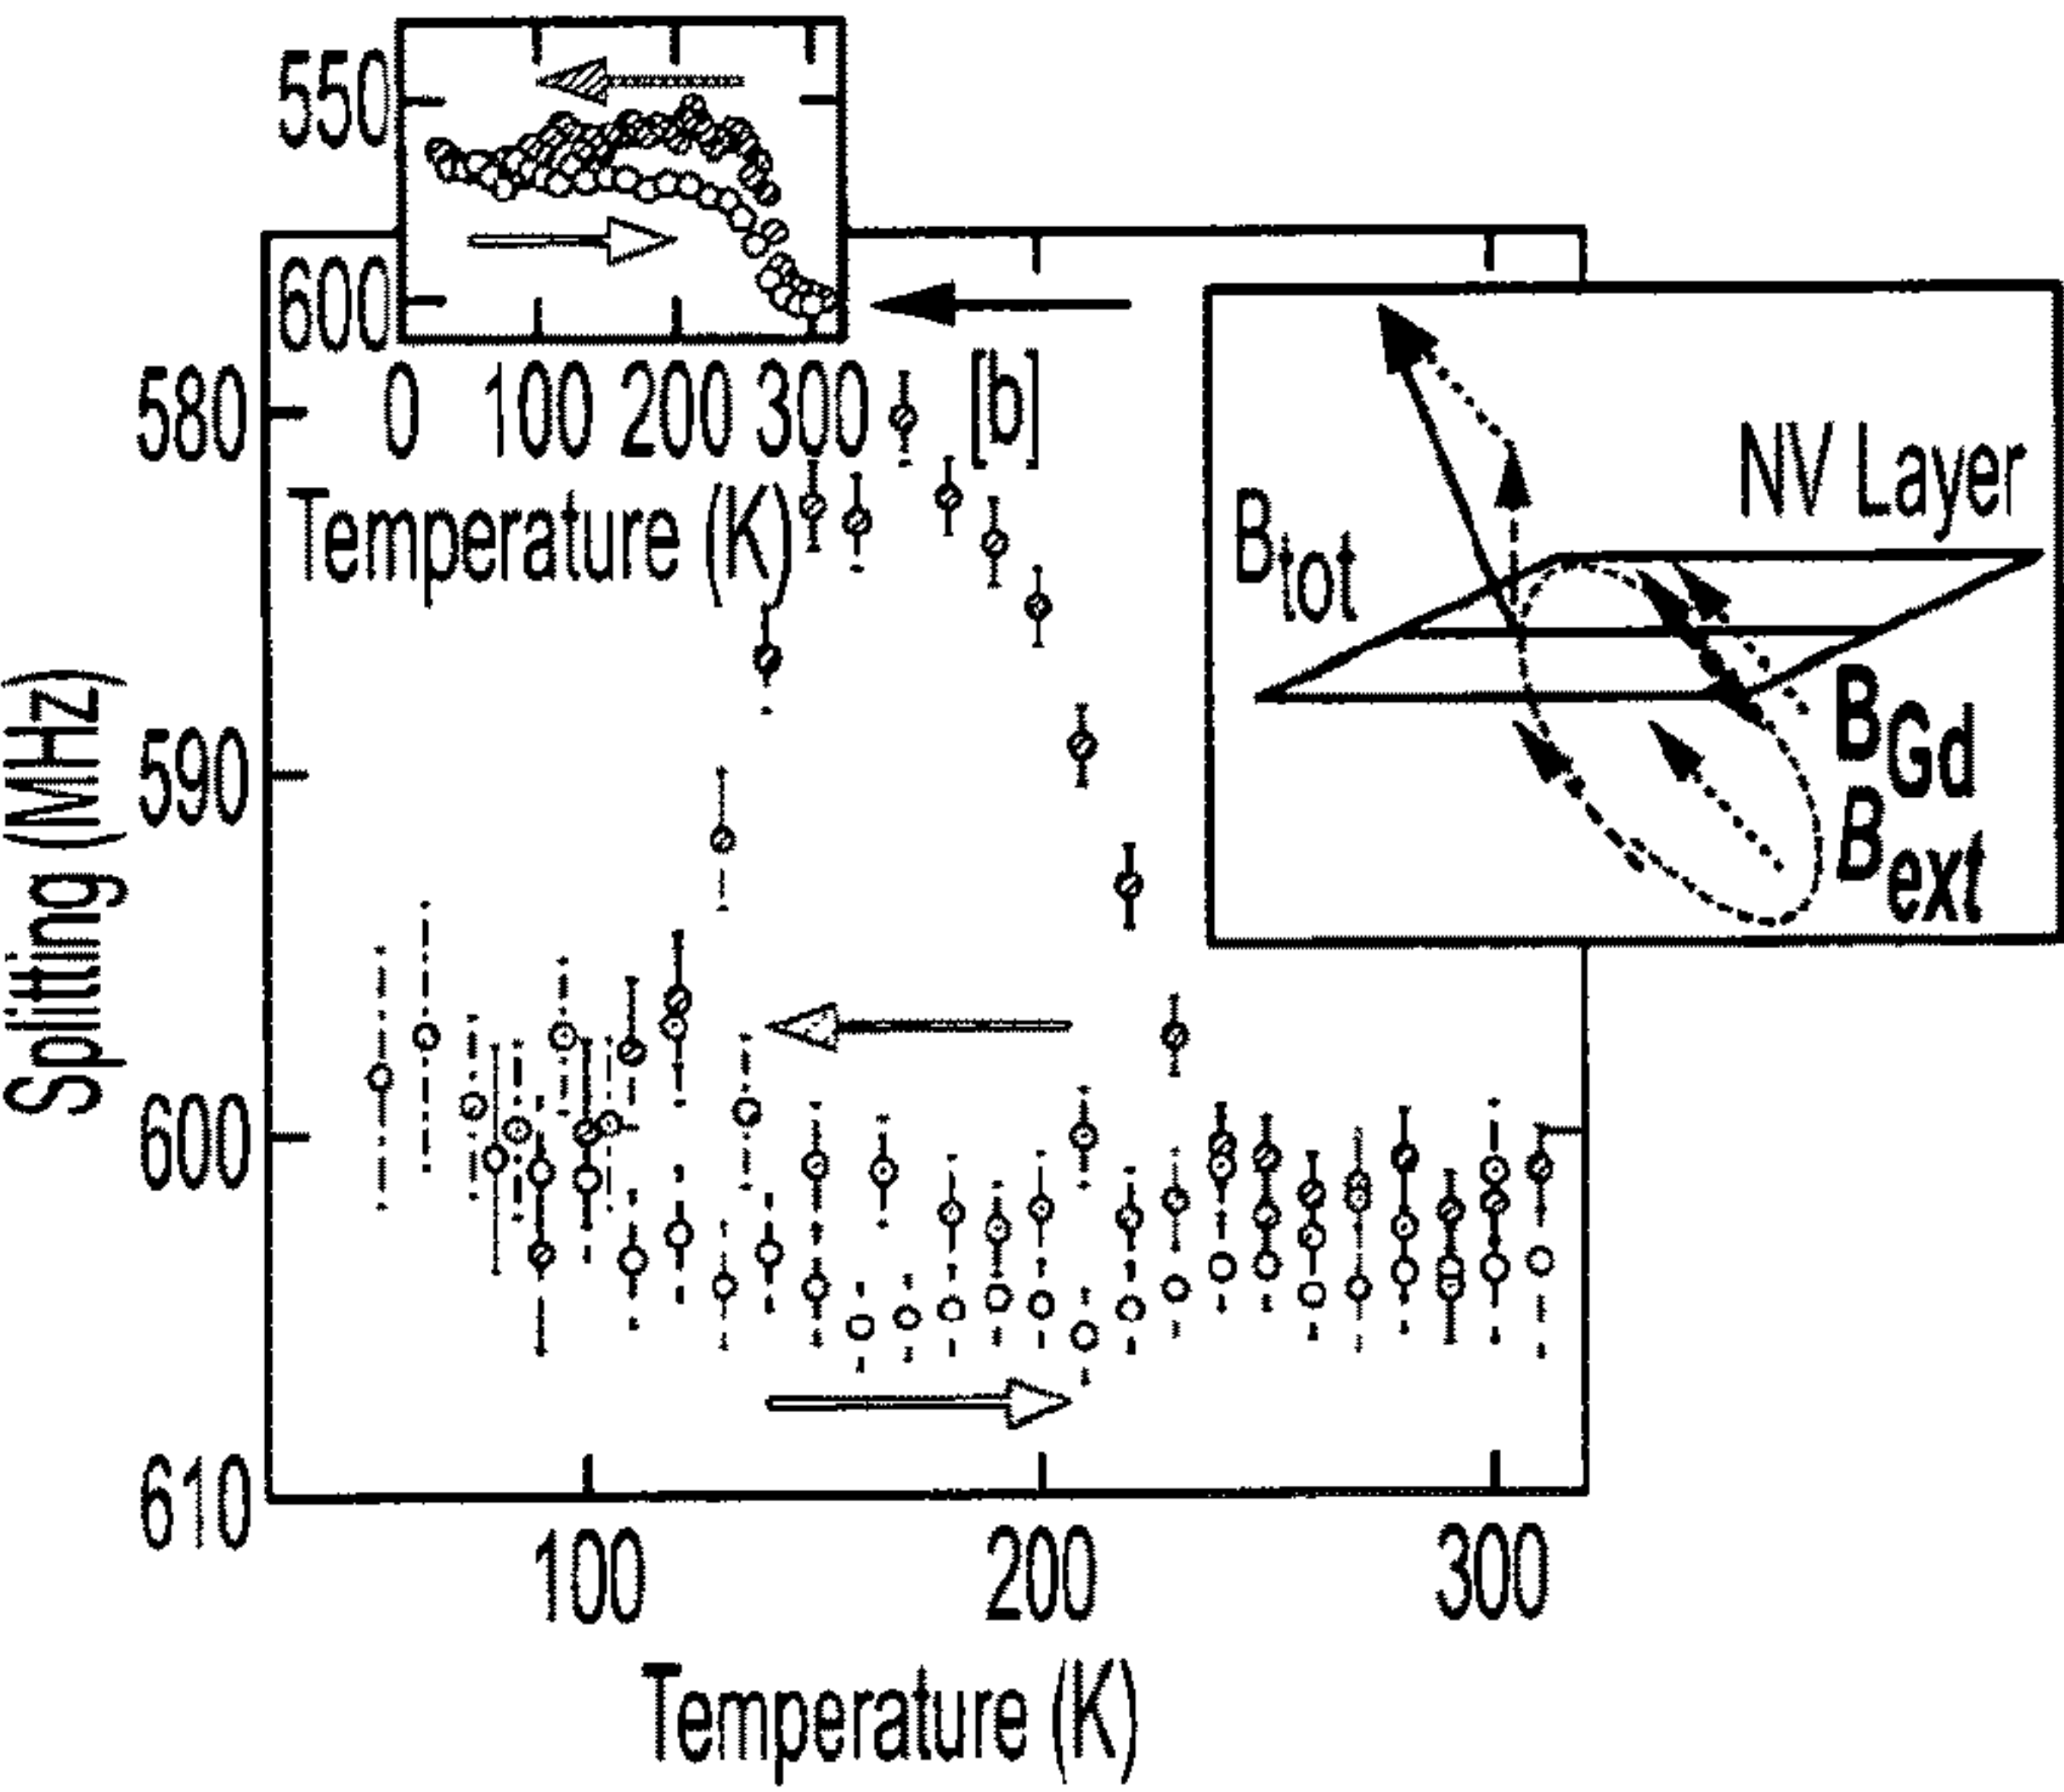 550
600
0 100 200 300
Temperature (K)
[b]
580
590
600
610
Splitting (MHz)
100 200 300
Temperature (K)
NV Layer
Btot
BGd
Bext